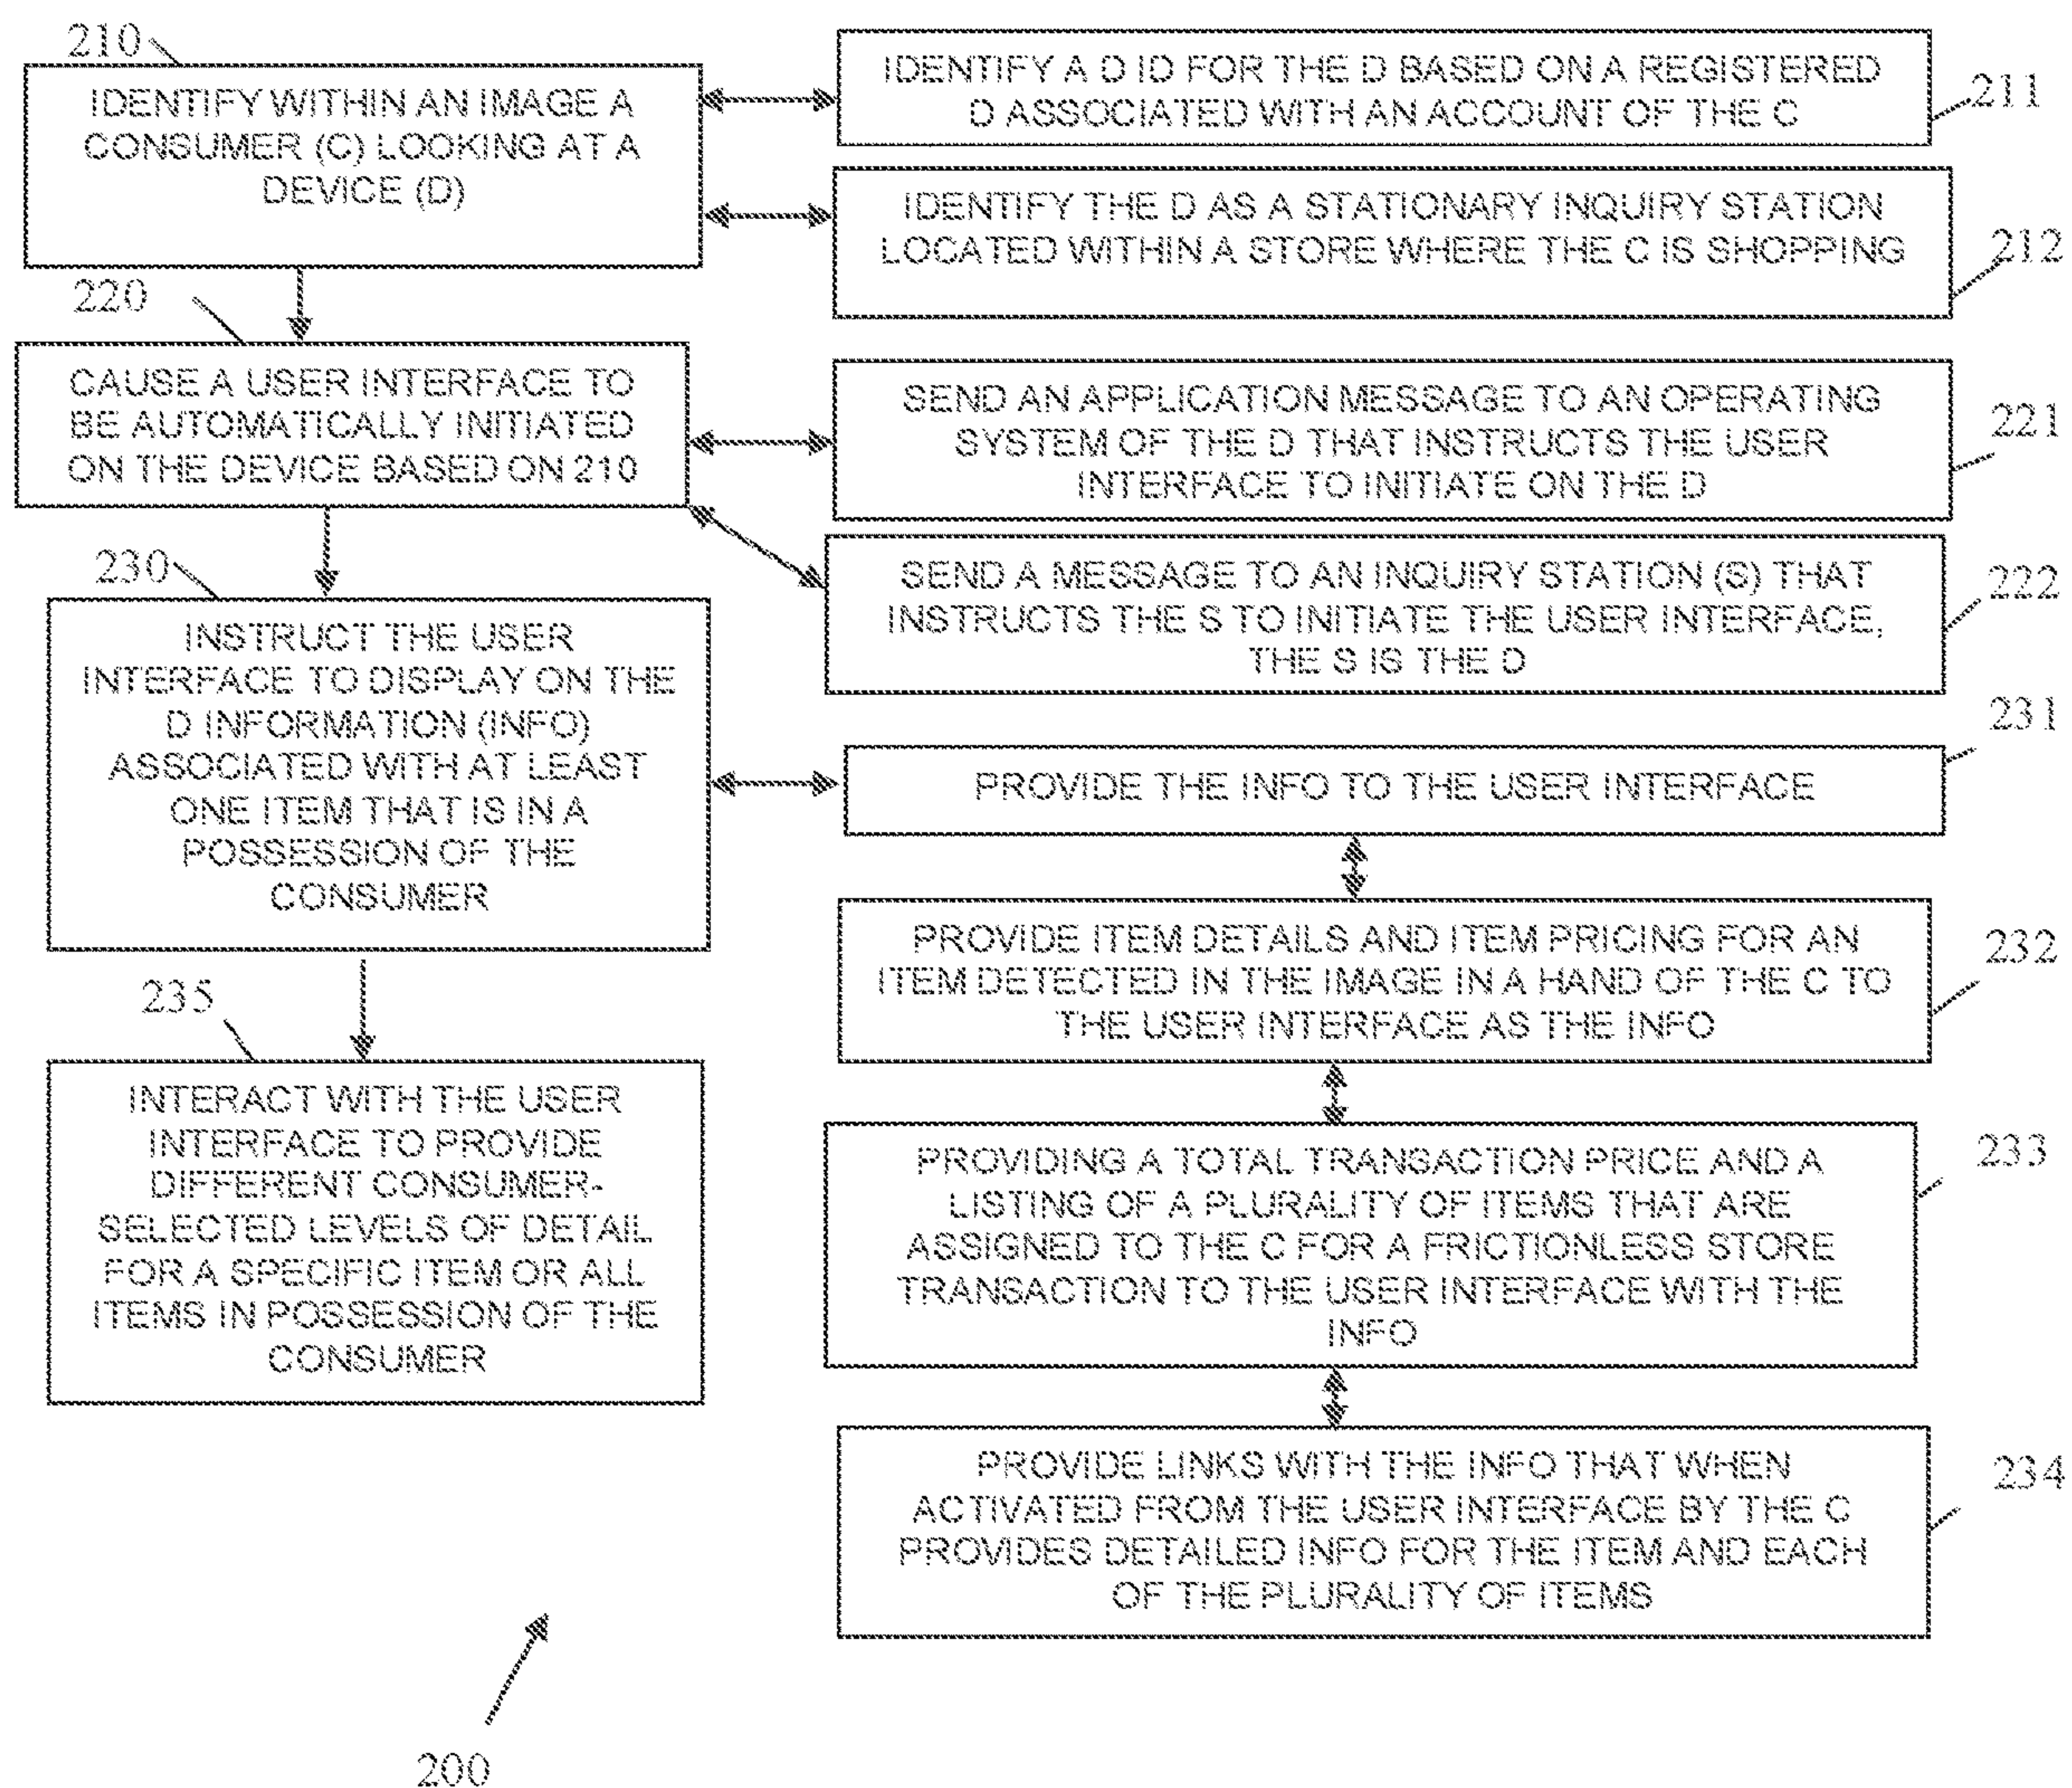 210
IDENTIFY WITHIN AN IMAGE A
CONSUMER (C) LOOKING AT A
DEVICE (D)
IDENTIFY A D ID FOR THE D BASED ON A REGISTERED
D ASSOCIATED WITH AN ACCOUNT OF THE C
211
IDENTIFY THE D AS A STATIONARY INQUIRY STATION
LOCATED WITHIN A STORE WHERE THE C IS SHOPPING
212
220
CAUSE A USER INTERFACE TO
BE AUTOMATICALLY INITIATED
ON THE DEVICE BASED ON 210
SEND AN APPLICATION MESSAGE TO AN OPERATING
SYSTEM OF THE D THAT INSTRUCTS THE USER
INTERFACE TO INITIATE ON THE D
221
SEND A MESSAGE TO AN INQUIRY STATION (S) THAT
INSTRUCTS THE S TO INITIATE THE USER INTERFACE,
THE S IS THE D
222
230
INSTRUCT THE USER
INTERFACE TO DISPLAY ON THE
D INFORMATION (INFO)
ASSOCIATED WITH AT LEAST
ONE ITEM THAT IS IN A
POSSESSION OF THE
CONSUMER
231
PROVIDE THE INFO TO THE USER INTERFACE
PROVIDE ITEM DETAILS AND ITEM PRICING FOR AN
ITEM DETECTED IN THE IMAGE IN A HAND OF THE C TO
THE USER INTERFACE AS THE INFO
232
235
INTERACT WITH THE USER
INTERFACE TO PROVIDE
DIFFERENT CONSUMER-
SELECTED LEVELS OF DETAIL
FOR A SPECIFIC ITEM OR ALL
ITEMS IN POSSESSION OF THE
CONSUMER
PROVIDING A TOTAL TRANSACTION PRICE AND A
LISTING OF A PLURALITY OF ITEMS THAT ARE
ASSIGNED TO THE C FOR A FRICTIONLESS STORE
TRANSACTION TO THE USER INTERFACE WITH THE
INFO
233
PROVIDE LINKS WITH THE INFO THAT WHEN
ACTIVATED FROM THE USER INTERFACE BY THE C
PROVIDES DETAILED INFO FOR THE ITEM AND EACH
OF THE PLURALITY OF ITEMS
234
200